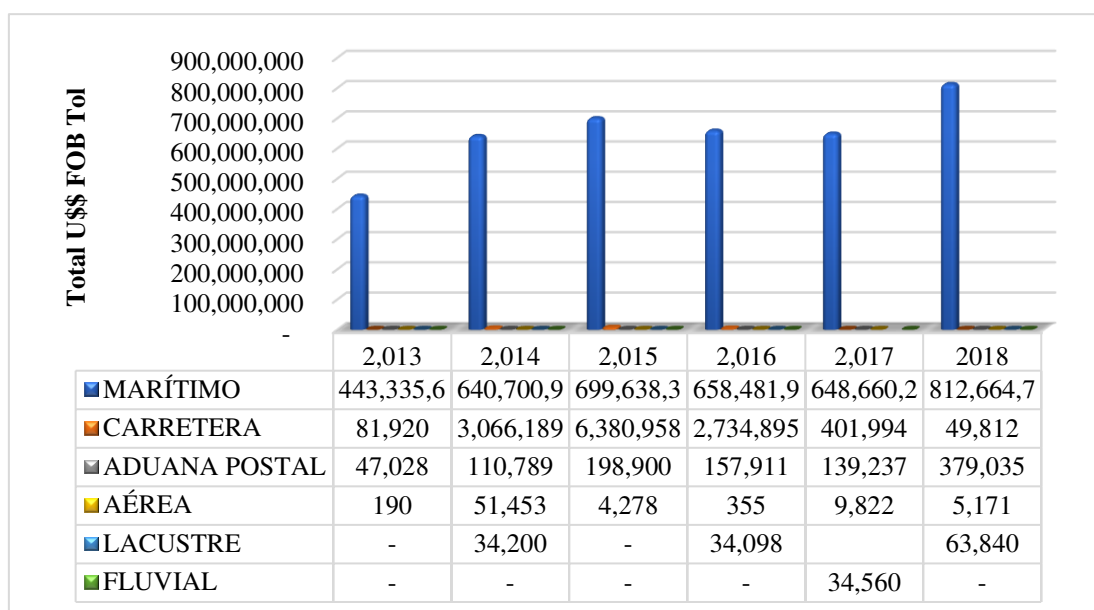 Total U$$ FOB Tol
900,000,000
800,000,000
700,000,000
600,000,000
500,000,000
400,000,000
300,000,000
200,000,000
100,000,000
-
2,013 2,014 2,015 2,016 2,017 2018
MARÍTIMO 443,335,6 640,700,9 699,638,3 658,481,9 648,660,2 812,664,7
CARRETERA 81,920 3,066,189 6,380,958 2,734,895 401,994 49,812
ADUANA POSTAL 47,028 110,789 198,900 157,911 139,237 379,035
AÉREA 190 51,453 4,278 355 9,822 5,171
LACUSTRE - 34,200 - 34,098 63,840
FLUVIAL - - - - 34,560 -